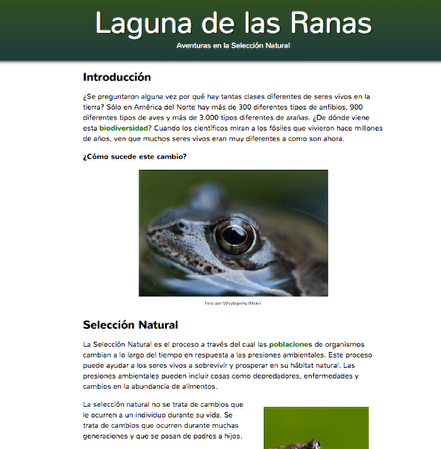 Laguna de las Ranas
Aventuras en la Selección Natural
Introducción
¿Se preguntaron alguna vez por qué hay tantas clases diferentes de seres vivos en la
tierra? Sólo en América del Norte hay más de 300 diferentes tipos de anfibios, 900
diferentes tipos de aves y más de 3.000 tipos diferentes de arañas. ¿De dónde viene
esta biodiversidad? Cuando los científicos miran a los fósiles que vivieron hace millones
de años, ven que muchos seres vivos eran muy diferentes a como son ahora.
¿Cómo sucede este cambio?
Selección Natural
La Selección Natural es el proceso a través del cual las poblaciones de organismos
cambian a lo largo del tiempo en respuesta a las presiones ambientales. Este proceso
puede ayudar a los seres vivos a sobrevivir y prosperar en su hábitat natural. Las
presiones ambientales pueden incluir cosas como depredadores, enfermedades y
cambios en la abundancia de alimentos.
La selección natural no se trata de cambios que
le ocurren a un individuo durante su vida. Se
trata de cambios que ocurren durante muchas
generaciones y que se pasan de padres a hijos.